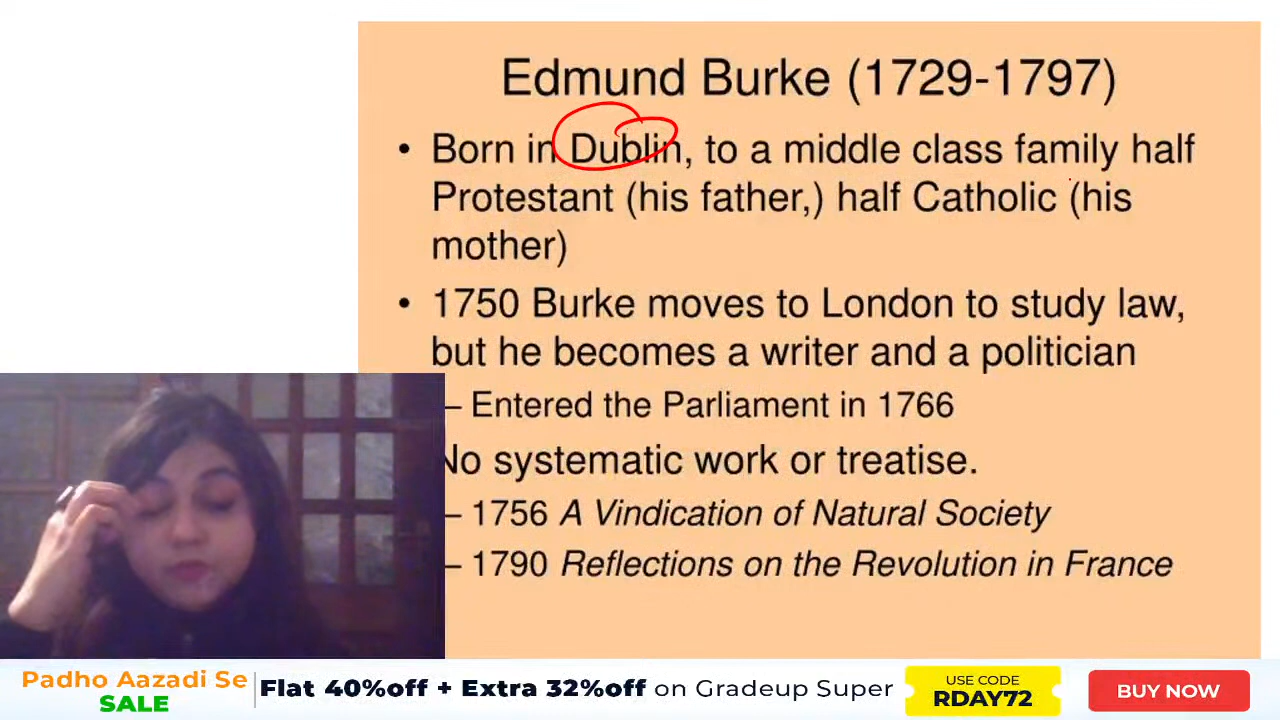 Edmund Burke (1729-1797)
• Born in Dublin, to a middle class family half
Protestant (his father,) half Catholic (his
mother)
• 1750 Burke moves to London to study law,
but he becomes a writer and a politician
– Entered the Parliament in 1766
No systematic work or treatise.
– 1756 A Vindication of Natural Society
– 1790 Reflections on the Revolution in France
Padho Aazadi Se
SALE
Flat 40%off + Extra 32%off on Gradeup Super
USE CODE
RDAY72
BUY NOW